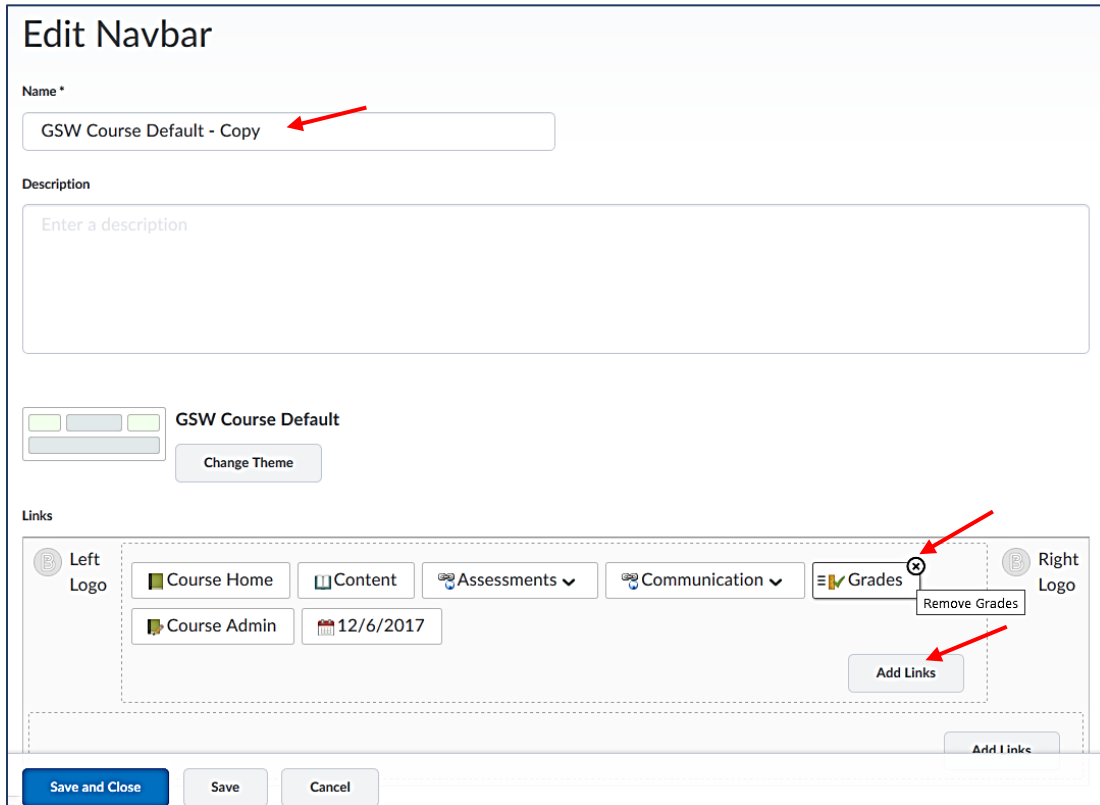 Edit Navbar
Name *
GSW Course Default - Copy
Description
Enter a description
GSW Course Default
Change Theme
Links
Left Logo
Course Home
Content
Assessments
Communication
Grades
Right Logo
Remove Grades
Course Admin
12/6/2017
Add Links
Add Links
Save and Close
Save
Cancel